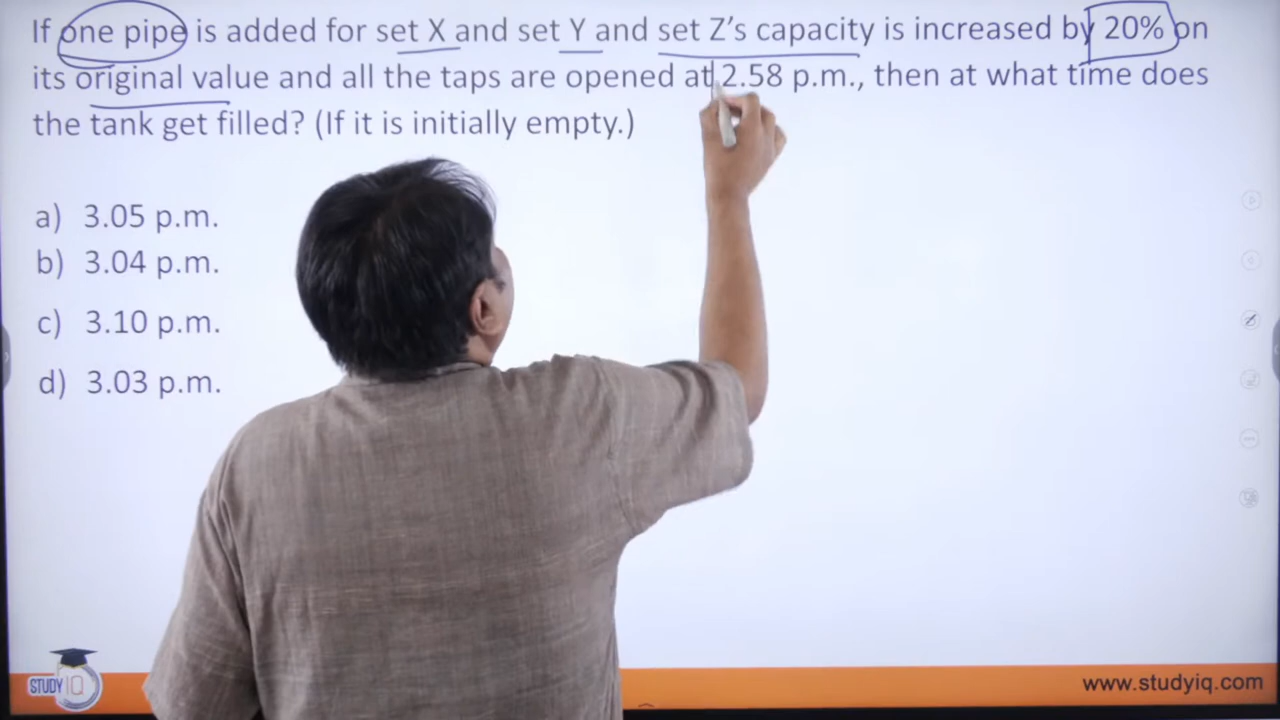 If one pipe is added for set X and set Y and set Z's capacity is increased by 20% on
its original value and all the taps are opened at 2.58 p.m., then at what time does
the tank get filled? (If it is initially empty.)
a) 3.05 p.m.
b) 3.04 p.m.
c) 3.10 p.m.
d) 3.03 p.m.
STUDY IQ
www.studyiq.com